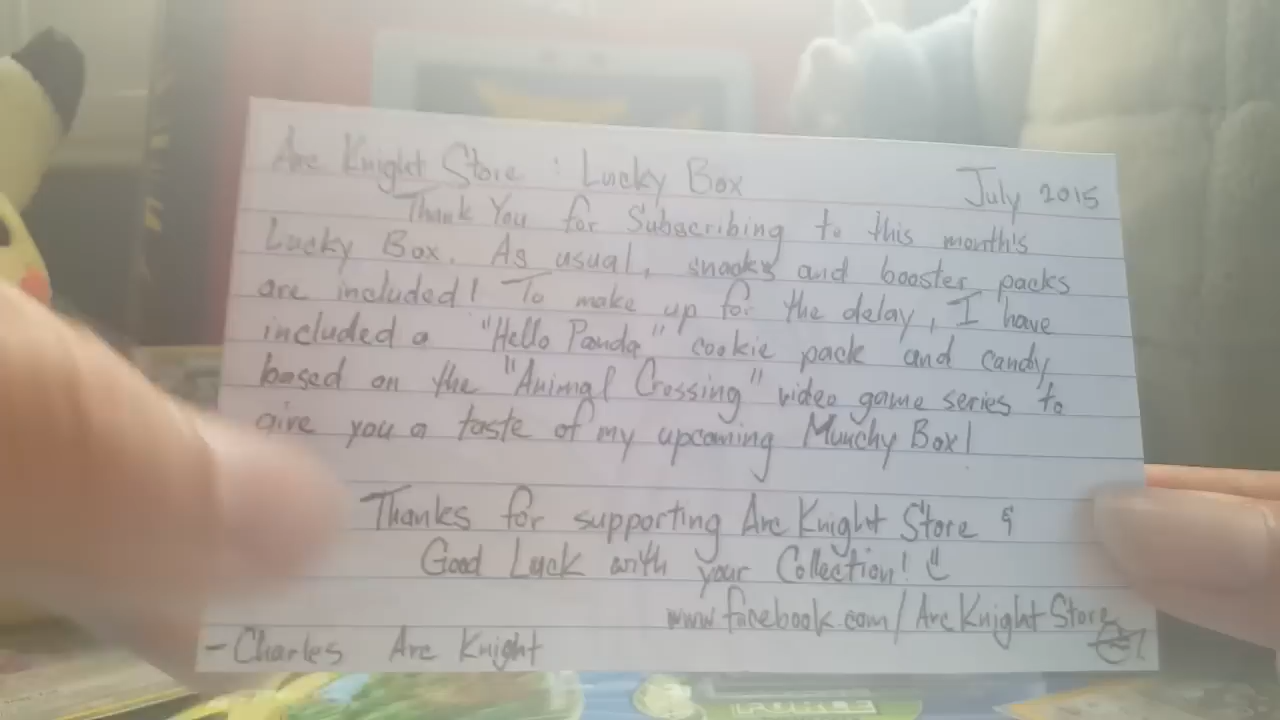 Arc Knight Store : Lucky Box July 2015
Thank You for Subscribing to this month's
Lucky Box. As usual, snacks and booster packs
are included! To make up for the delay, I have
included a "Hello Panda" cookie pack and candy
based on the "Animal Crossing" video game series to
give you a taste of my upcoming Munchy Box!
Thanks for supporting Arc Knight Store &
Good Luck with your Collection!
www.facebook.com/ArcKnightStore
- Charles Arc Knight